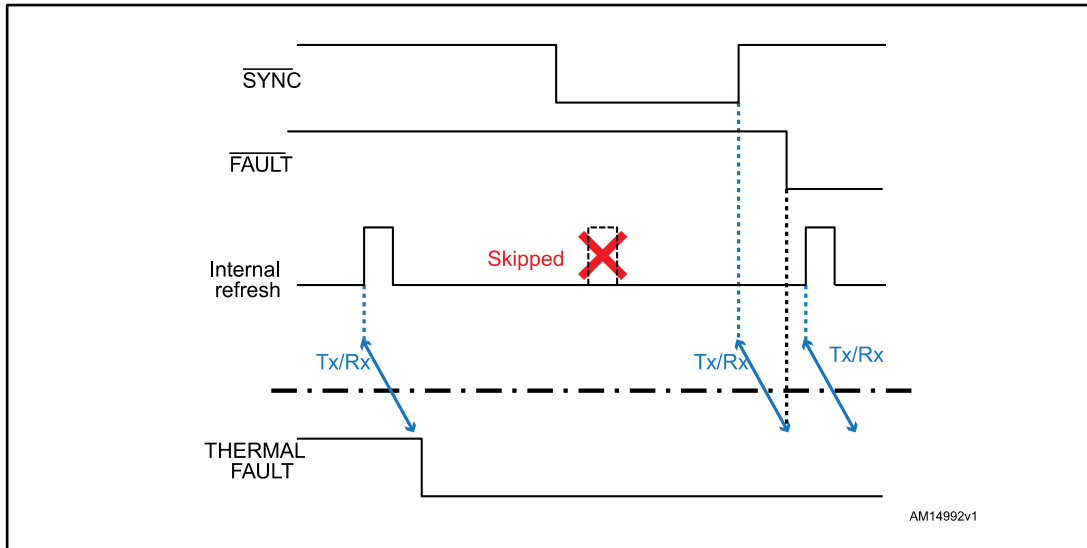 SYNC
FAULT
Skipped
Internal
refresh
Tx/Rx
Tx/Rx
Tx/Rx
THERMAL
FAULT
AM14992v1